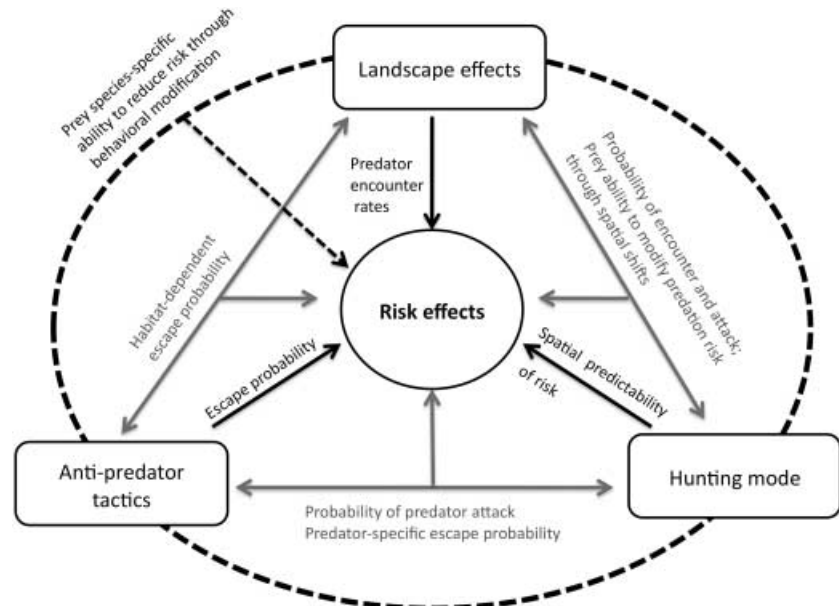 Landscape effects
Prey species-specific
ability to reduce risk through
behavioral modification
Predator
encounter
rates
Probability of encounter and attack;
Prey ability to modify predation risk
through spatial shifts
Habitat-dependent
escape probability
Risk effects
Escape probability
Spatial predictability
of risk
Anti-predator
tactics
Hunting mode
Probability of predator attack
Predator-specific escape probability